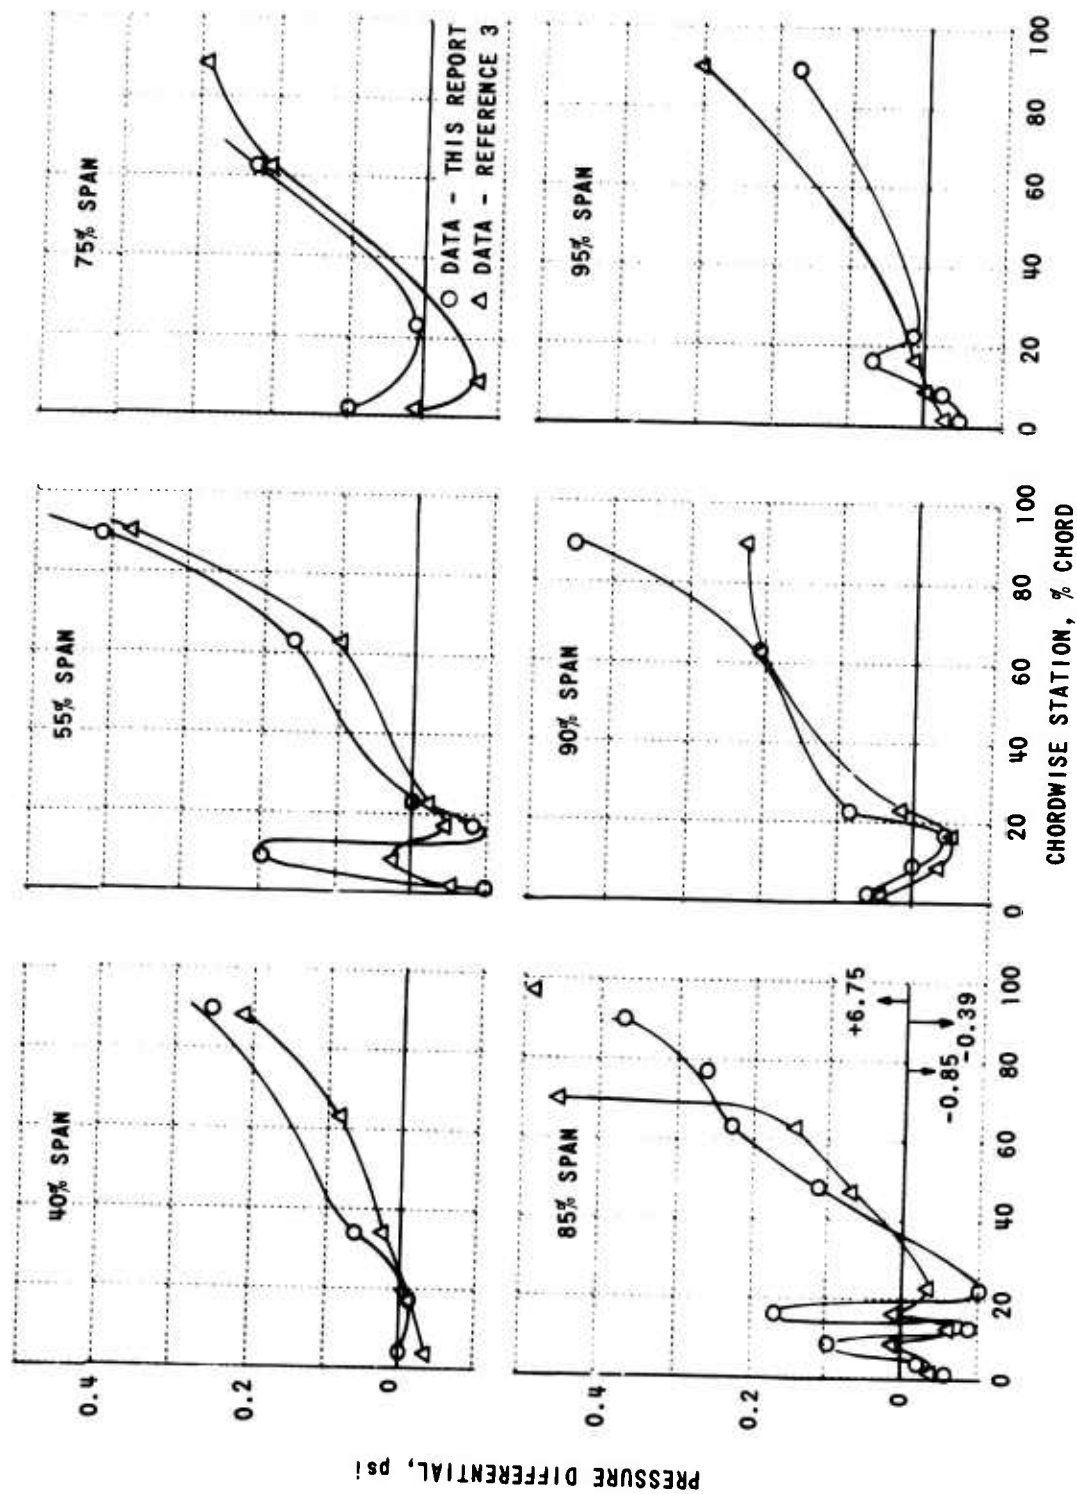 40% SPAN
55% SPAN
75% SPAN
○ DATA - THIS REPORT
△ DATA - REFERENCE 3
0.4
0.2
0
85% SPAN
+6.75
-0.85
-0.39
90% SPAN
95% SPAN
0.4
0.2
0
0 20 40 60 80 100
0 20 40 60 80 100
0 20 40 60 80 100
PRESSURE DIFFERENTIAL, psi
CHORDWISE STATION, % CHORD